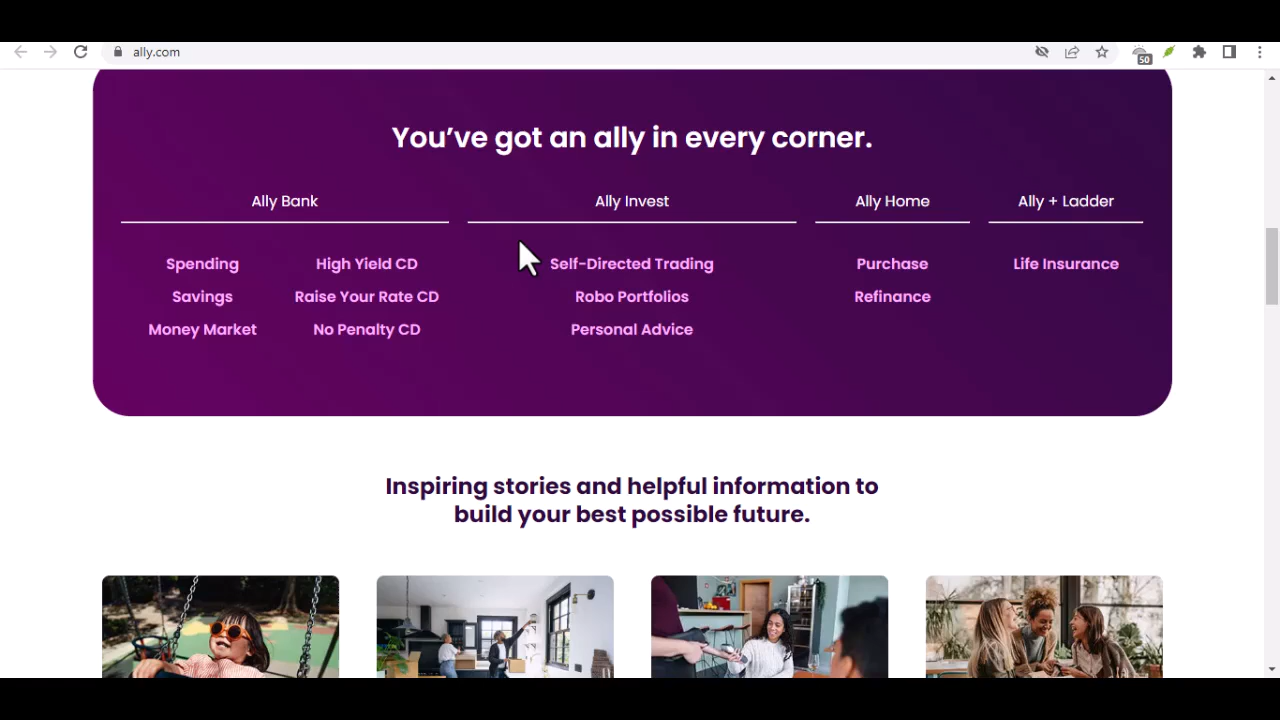 ally.com
50
You’ve got an ally in every corner.
Ally Bank
Ally Invest
Ally Home
Ally + Ladder
Spending
High Yield CD
Self-Directed Trading
Purchase
Life Insurance
Savings
Raise Your Rate CD
Robo Portfolios
Refinance
Money Market
No Penalty CD
Personal Advice
Inspiring stories and helpful information to
build your best possible future.